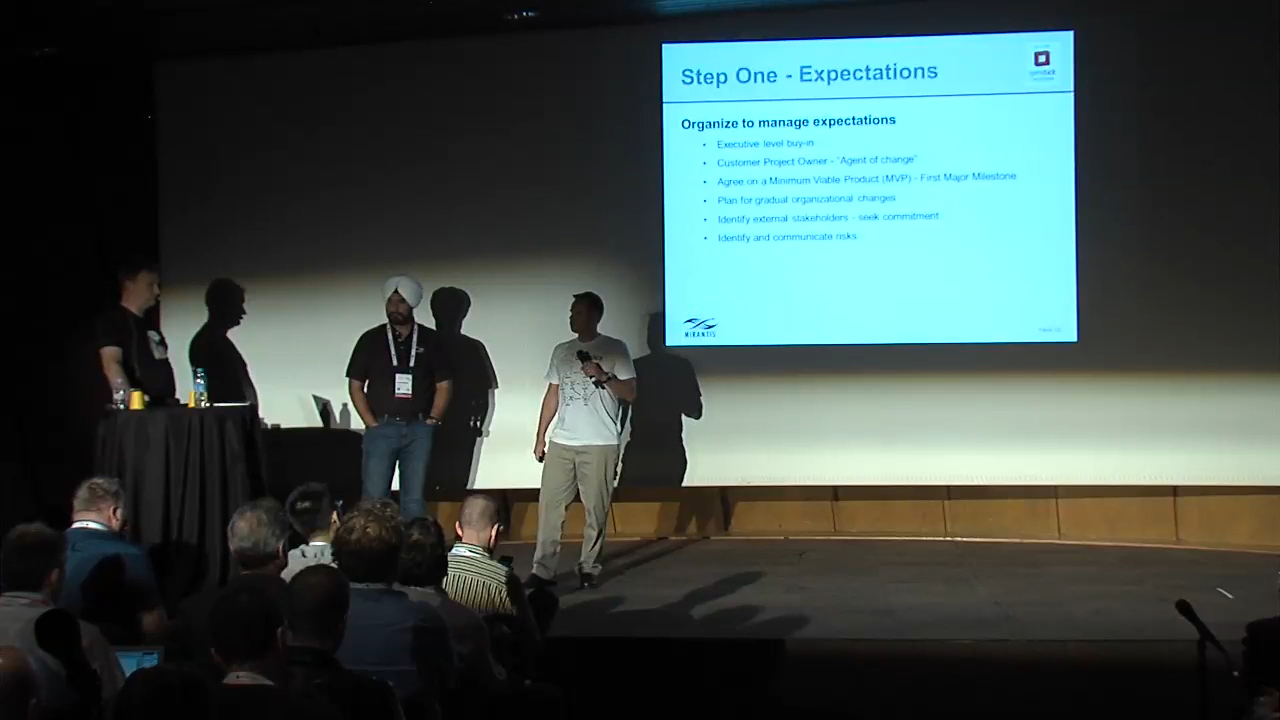 Step One - Expectations
Organize to manage expectations
• Executive level buy-in
• Customer Project Owner - "Agent of change"
• Agree on a Minimum Viable Product (MVP) - First Major Milestone
• Plan for gradual organizational changes
• Identify external stakeholders - seek commitment
• Identify and communicate risks
MIRANTIS